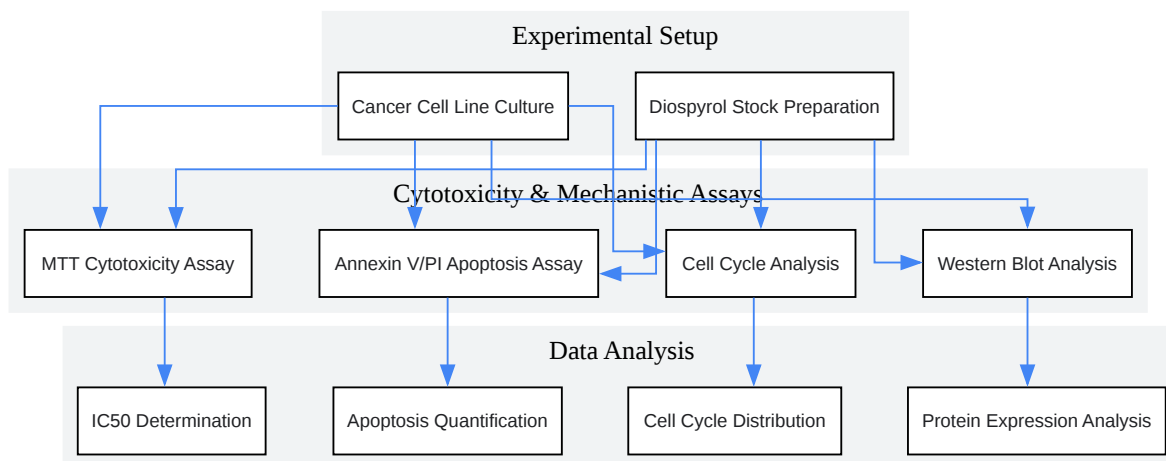 Experimental Setup
Cancer Cell Line Culture
Diospyrol Stock Preparation
Cytotoxicity & Mechanistic Assays
MTT Cytotoxicity Assay
Annexin V/PI Apoptosis Assay
Cell Cycle Analysis
Western Blot Analysis
Data Analysis
IC50 Determination
Apoptosis Quantification
Cell Cycle Distribution
Protein Expression Analysis